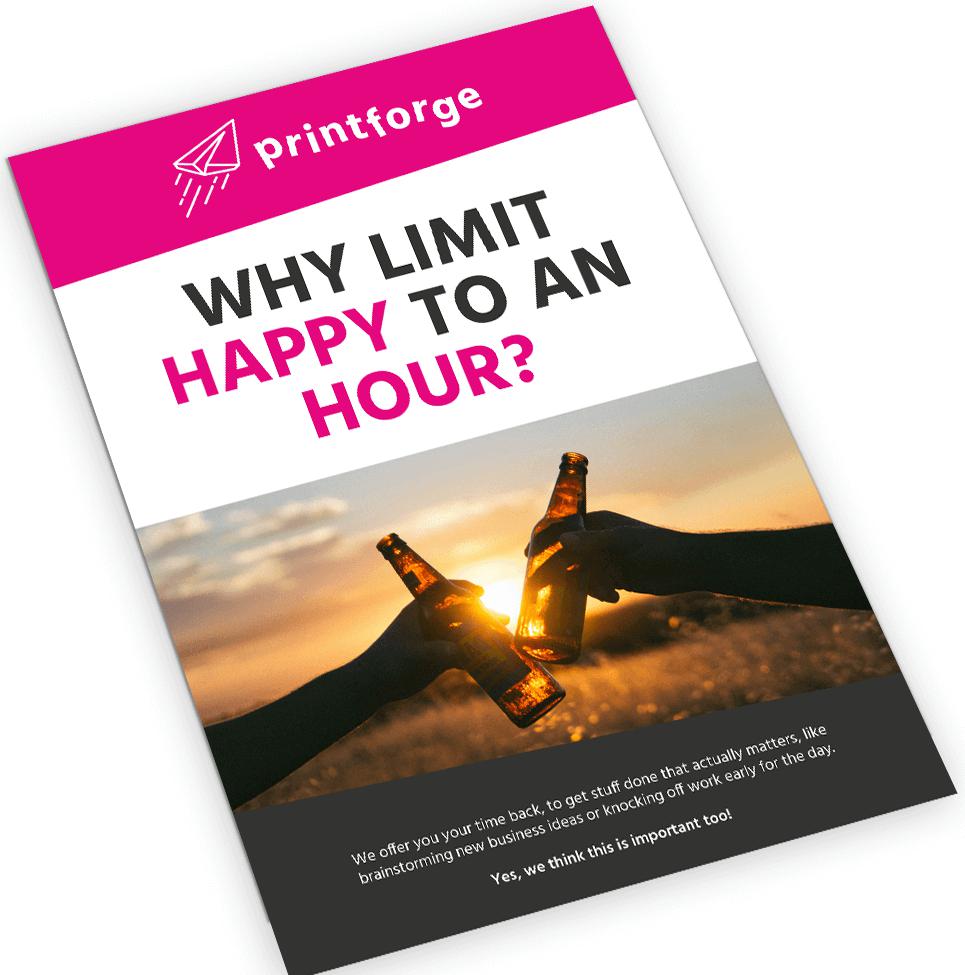 printforge
WHY LIMIT
HAPPY TO AN
HOUR?
We offer you your time back, to get stuff done that actually matters, like
brainstorming new business ideas or knocking off work early for the day.
Yes, we think this is important too!